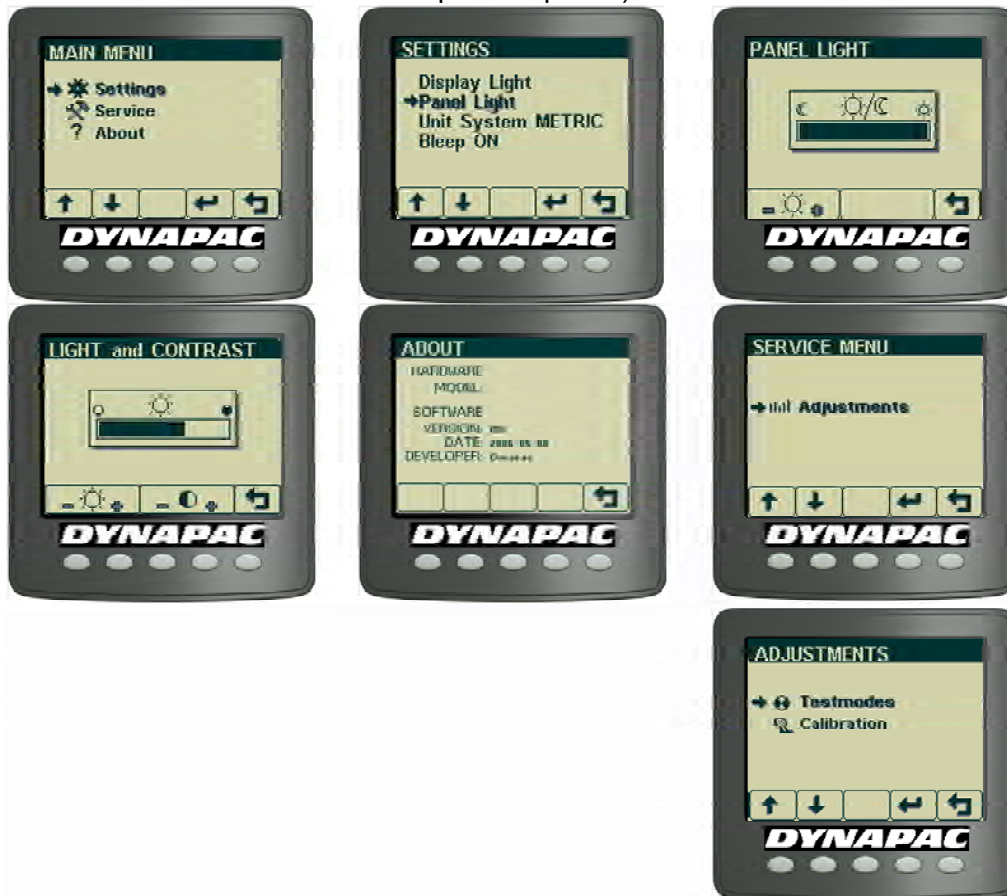 MAIN MENU
Settings
Service
? About
DYNAPAC
SETTINGS
Display Light
Panel Light
Unit System METRIC
Bleep ON
DYNAPAC
PANEL LIGHT
DYNAPAC
LIGHT and CONTRAST
DYNAPAC
ABOUT
HARDWARE
MODEL:
SOFTWARE
VERSION:
DATE:
DEVELOPER: Dynapac
DYNAPAC
SERVICE MENU
Adjustments
DYNAPAC
ADJUSTMENTS
Testmodes
Calibration
DYNAPAC